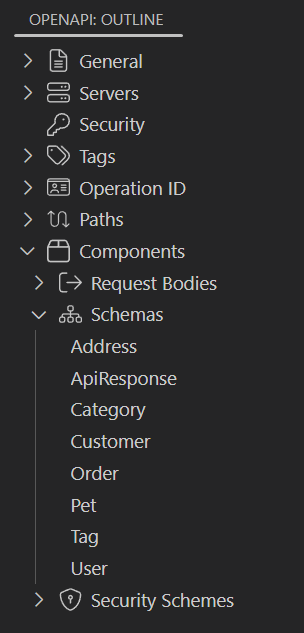 OPENAPI: OUTLINE
General
Servers
Security
Tags
Operation ID
Paths
Components
Request Bodies
Schemas
Address
ApiResponse
Category
Customer
Order
Pet
Tag
User
Security Schemes